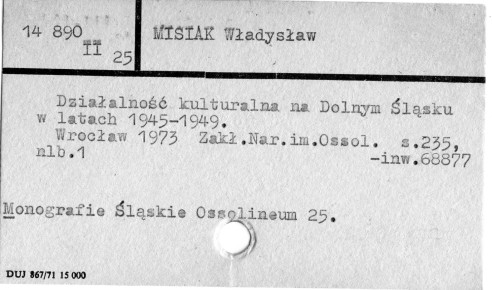 14 890
II
25
MISIAK Władysław
Działalność kulturalna na Dolnym Śląsku
w latach 1945-1949.
Wrocław 1973 Zakł.Nar.im.Ossol. s.235,
nlb.1 -inw.68877
Monografie Śląskie Ossolineum 25.
DUJ 867/71 15 000